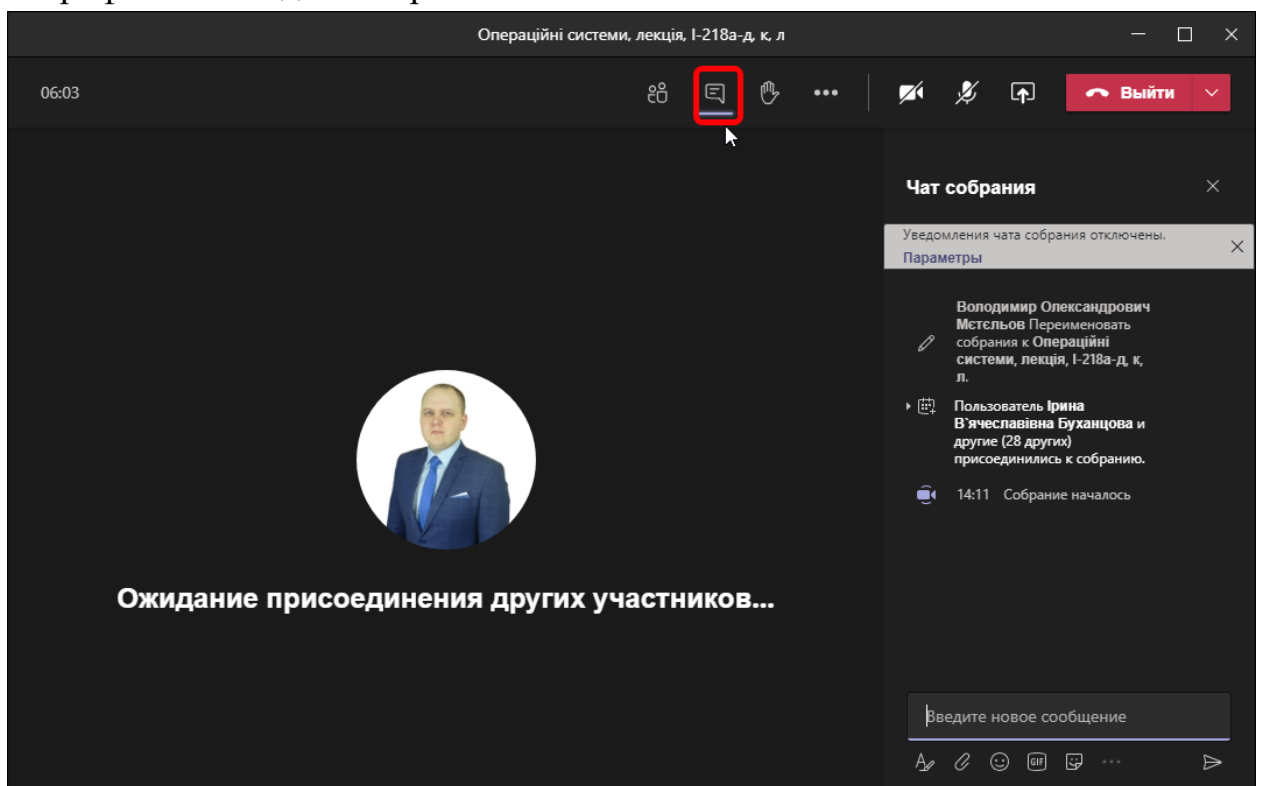 Операційні системи, лекція, І-218а-д, к, л
06:03
Выйти
Чат собрания
Уведомления чата собрания отключены.
Параметры
Володимир Олександрович
Мєтєльов Переименовать
собрания к Операційні
системи, лекція, І-218а-д, к,
л.
Пользователь Ірина
В`ячеславівна Буханцова и
другие (28 других)
присоединились к собранию.
14:11 Собрание началось
Ожидание присоединения других участников...
Введите новое сообщение
GIF